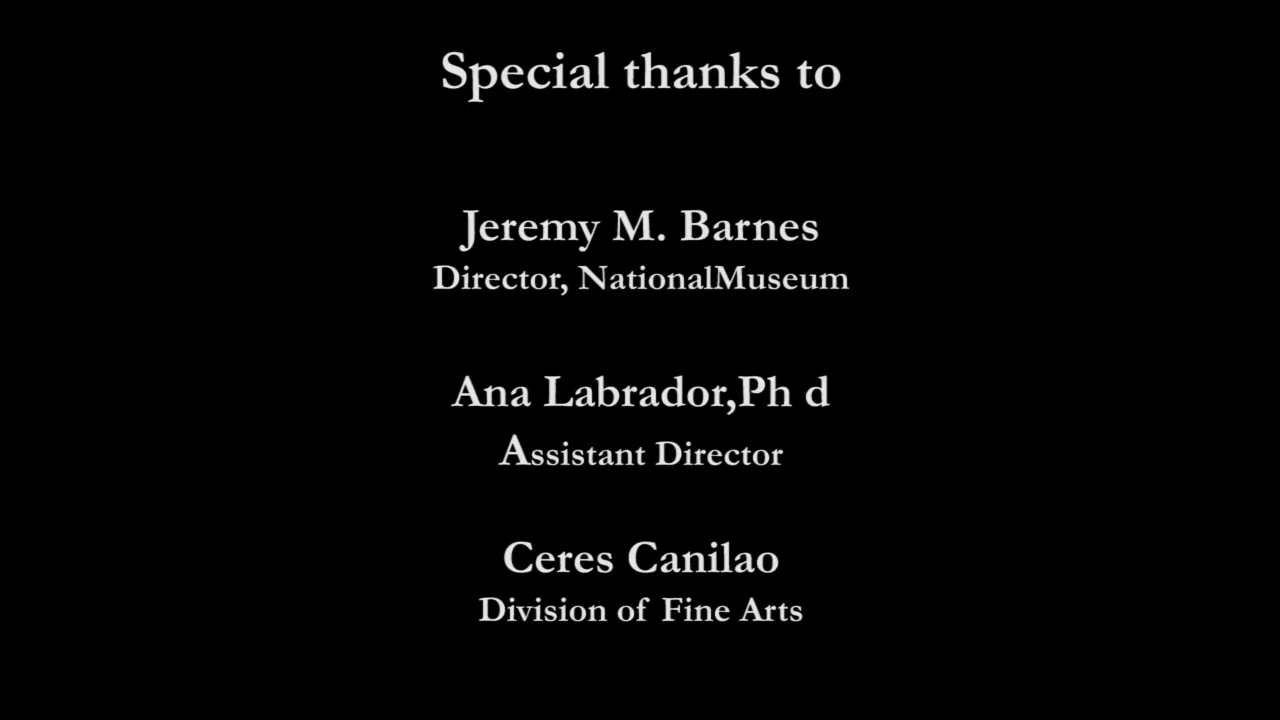 Special thanks to
Jeremy M. Barnes
Director, NationalMuseum
Ana Labrador,Ph d
Assistant Director
Ceres Canilao
Division of Fine Arts